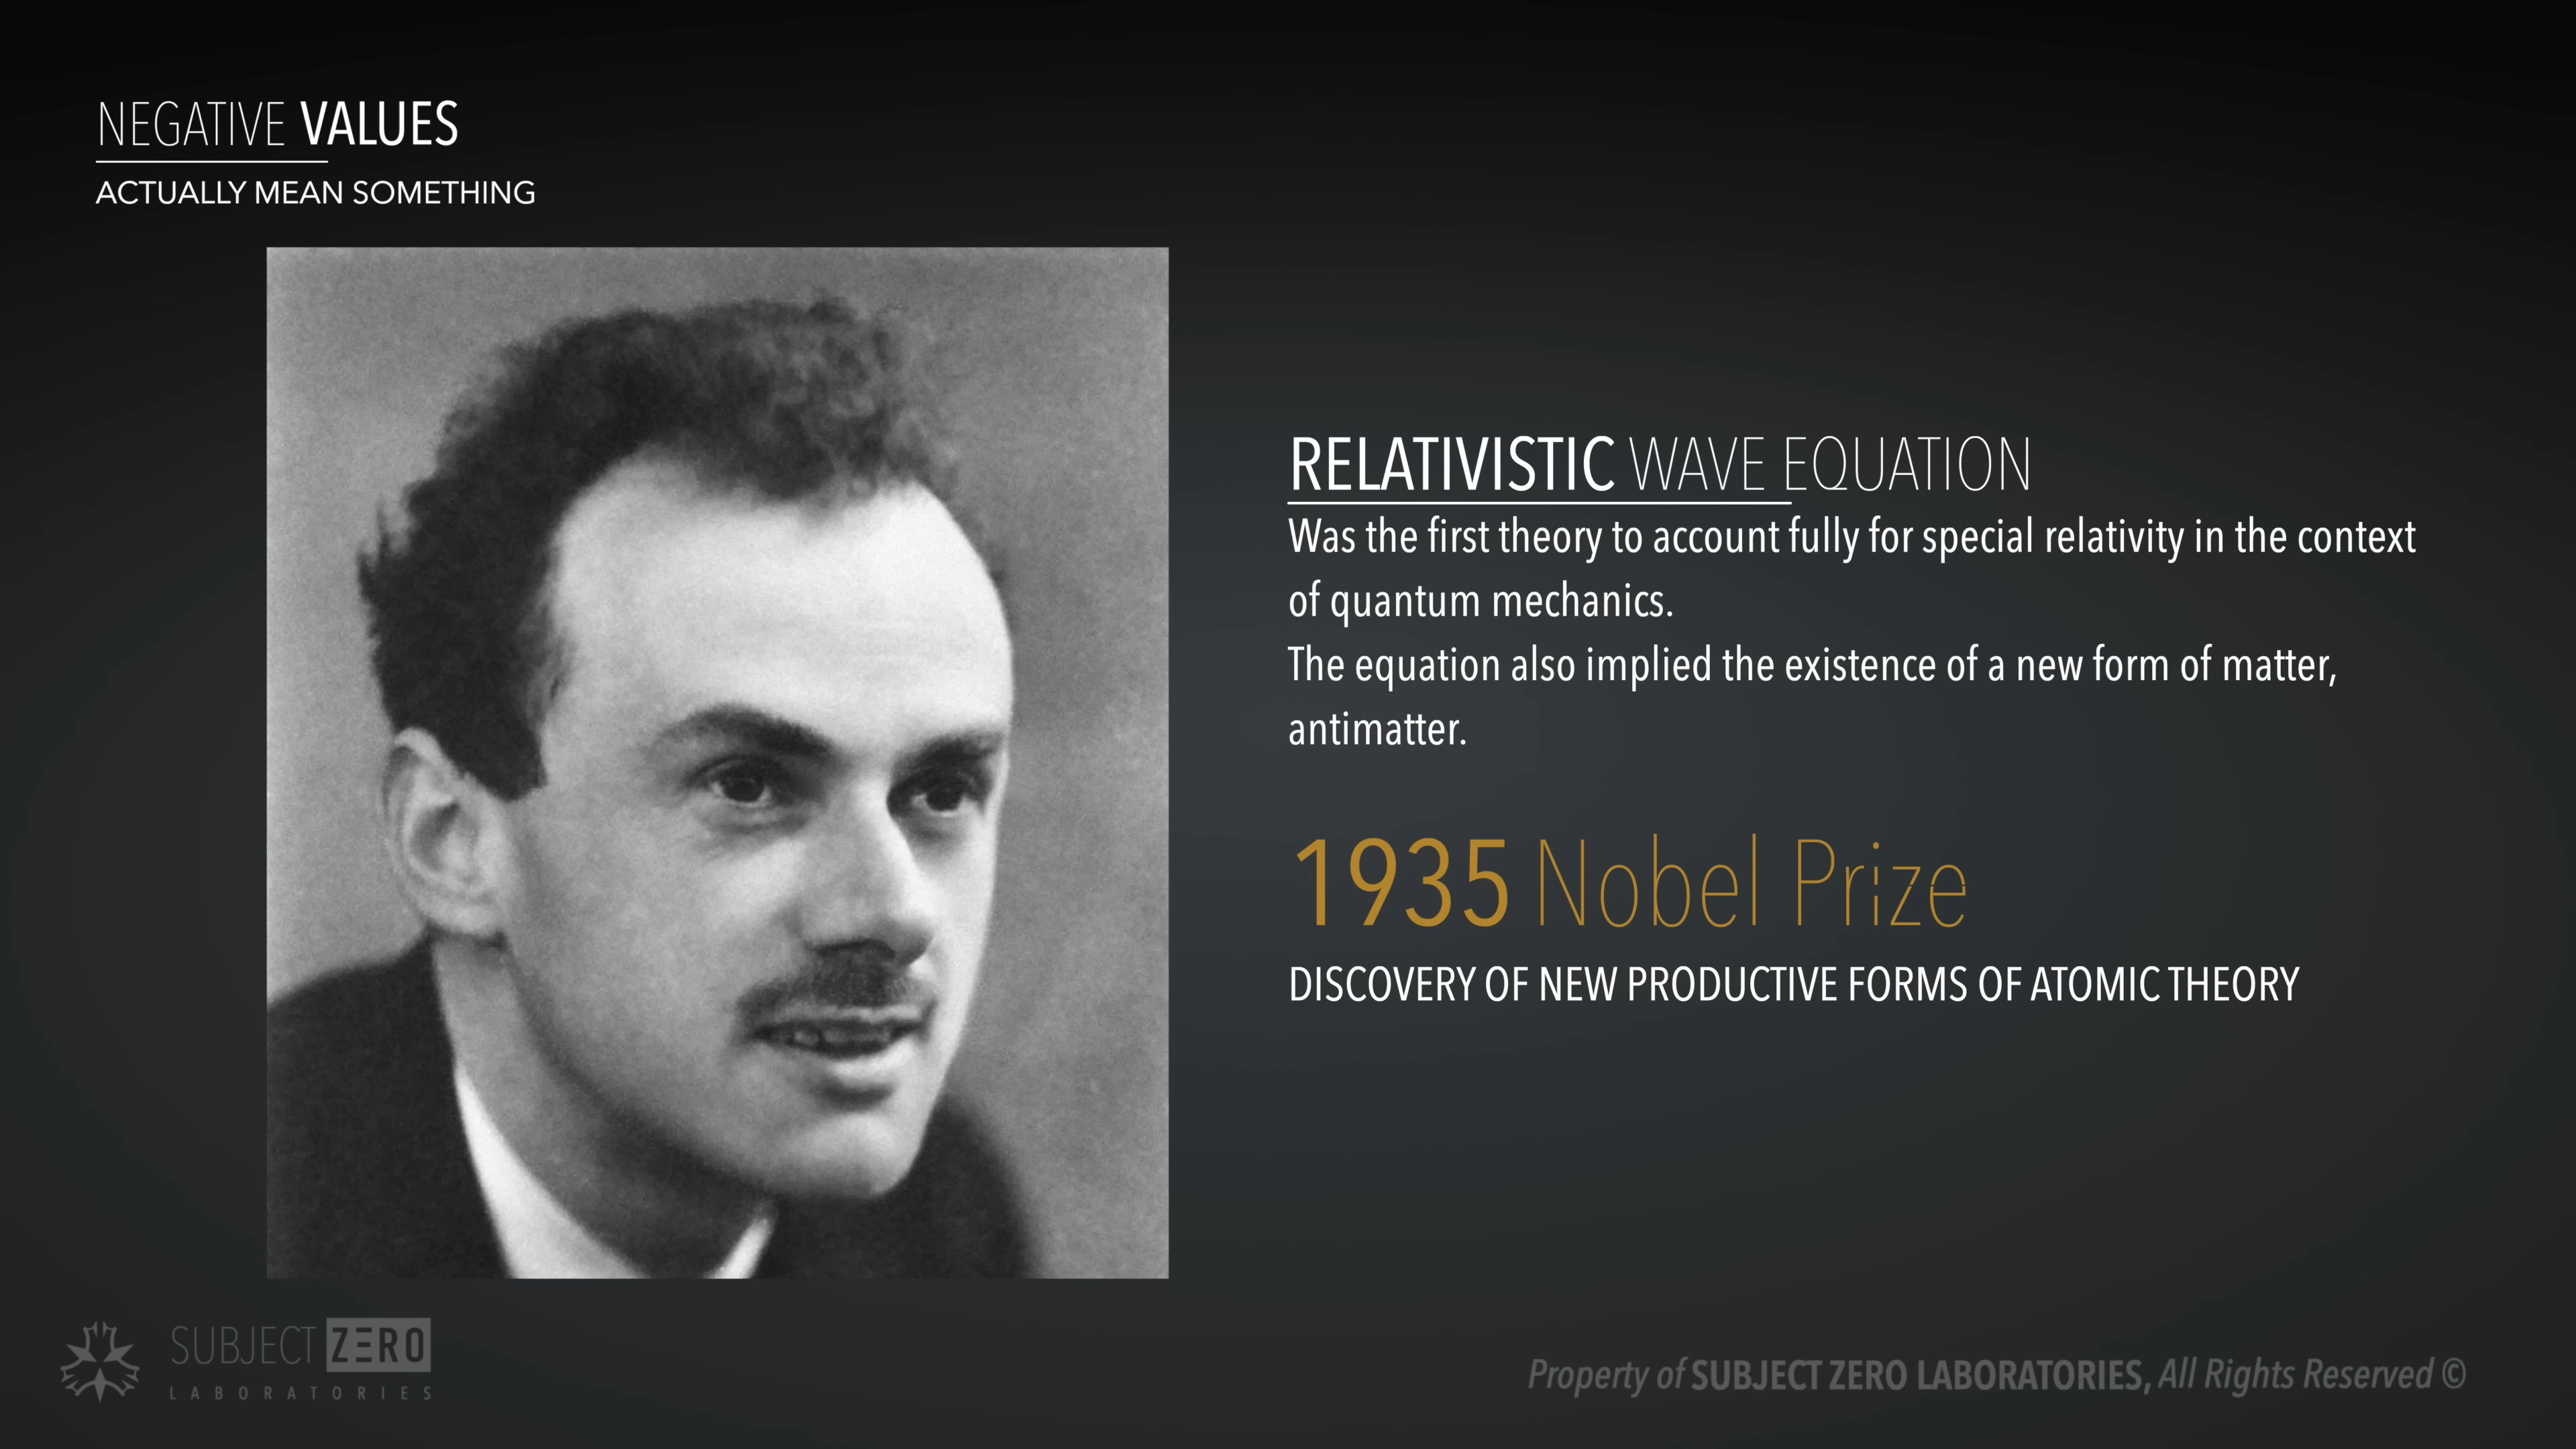 NEGATIVE VALUES
ACTUALLY MEAN SOMETHING
RELATIVISTIC WAVE EQUATION
Was the first theory to account fully for special relativity in the context
of quantum mechanics.
The equation also implied the existence of a new form of matter,
antimatter.
1935 Nobel Prize
DISCOVERY OF NEW PRODUCTIVE FORMS OF ATOMIC THEORY
SUBJECT ZERO
LABORATORIES
Property of SUBJECT ZERO LABORATORIES, All Rights Reserved ©